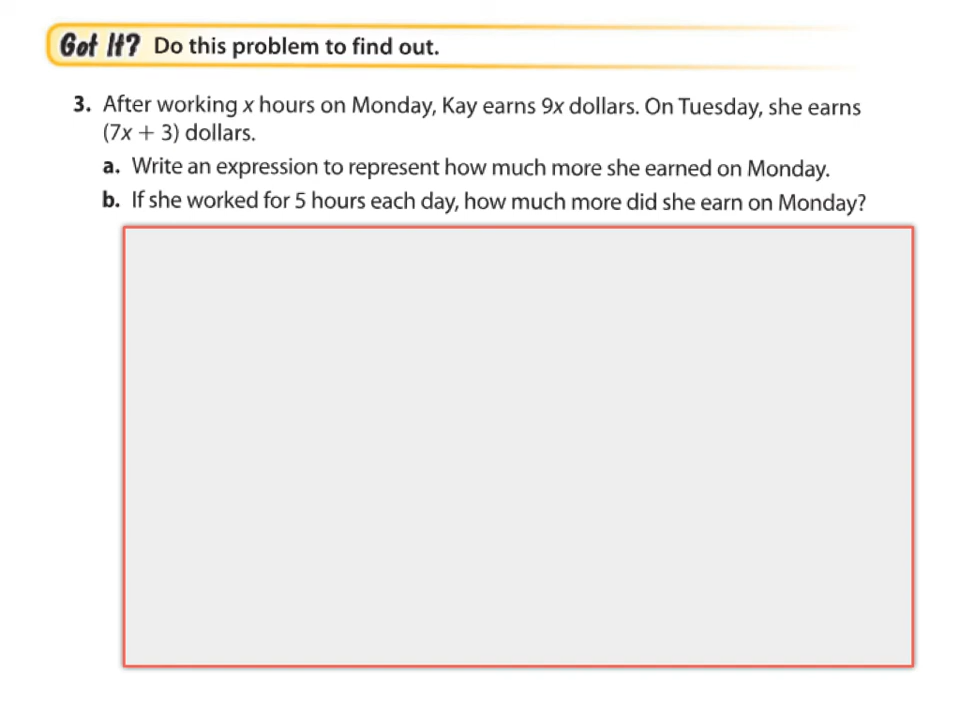 Got It? Do this problem to find out.
3. After working x hours on Monday, Kay earns 9x dollars. On Tuesday, she earns
(7x + 3) dollars.
a. Write an expression to represent how much more she earned on Monday.
b. If she worked for 5 hours each day, how much more did she earn on Monday?